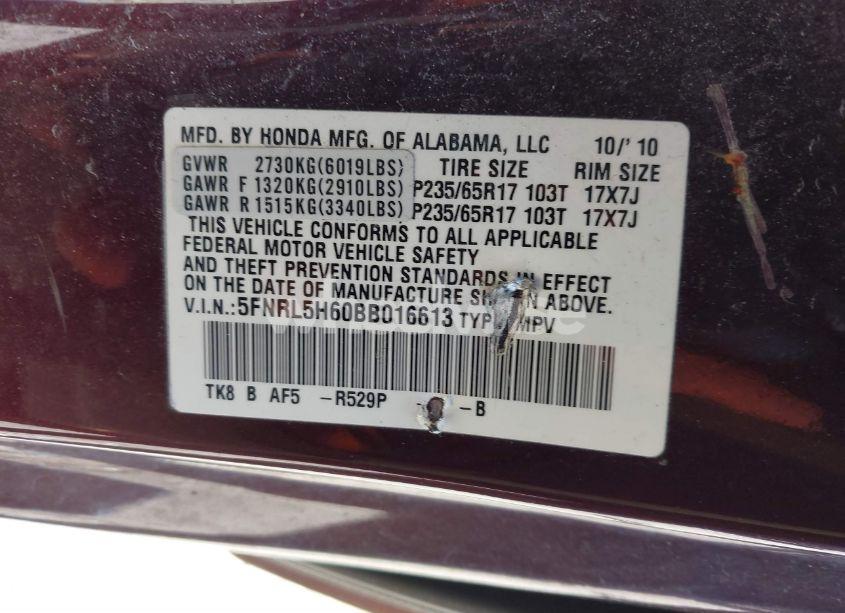 MFD. BY HONDA MFG. OF ALABAMA, LLC 10/'10
GVWR 2730KG(6019LBS) TIRE SIZE RIM SIZE
GAWR F 1320KG(2910LBS) P235/65R17 103T 17X7J
GAWR R 1515KG(3340LBS) P235/65R17 103T 17X7J
THIS VEHICLE CONFORMS TO ALL APPLICABLE
FEDERAL MOTOR VEHICLE SAFETY
AND THEFT PREVENTION STANDARDS IN EFFECT
ON THE DATE OF MANUFACTURE SHOWN ABOVE.
V.I.N.:5FNRL5H60BB016613 TYPE MPV
TK8 B AF5 -R529P - -B